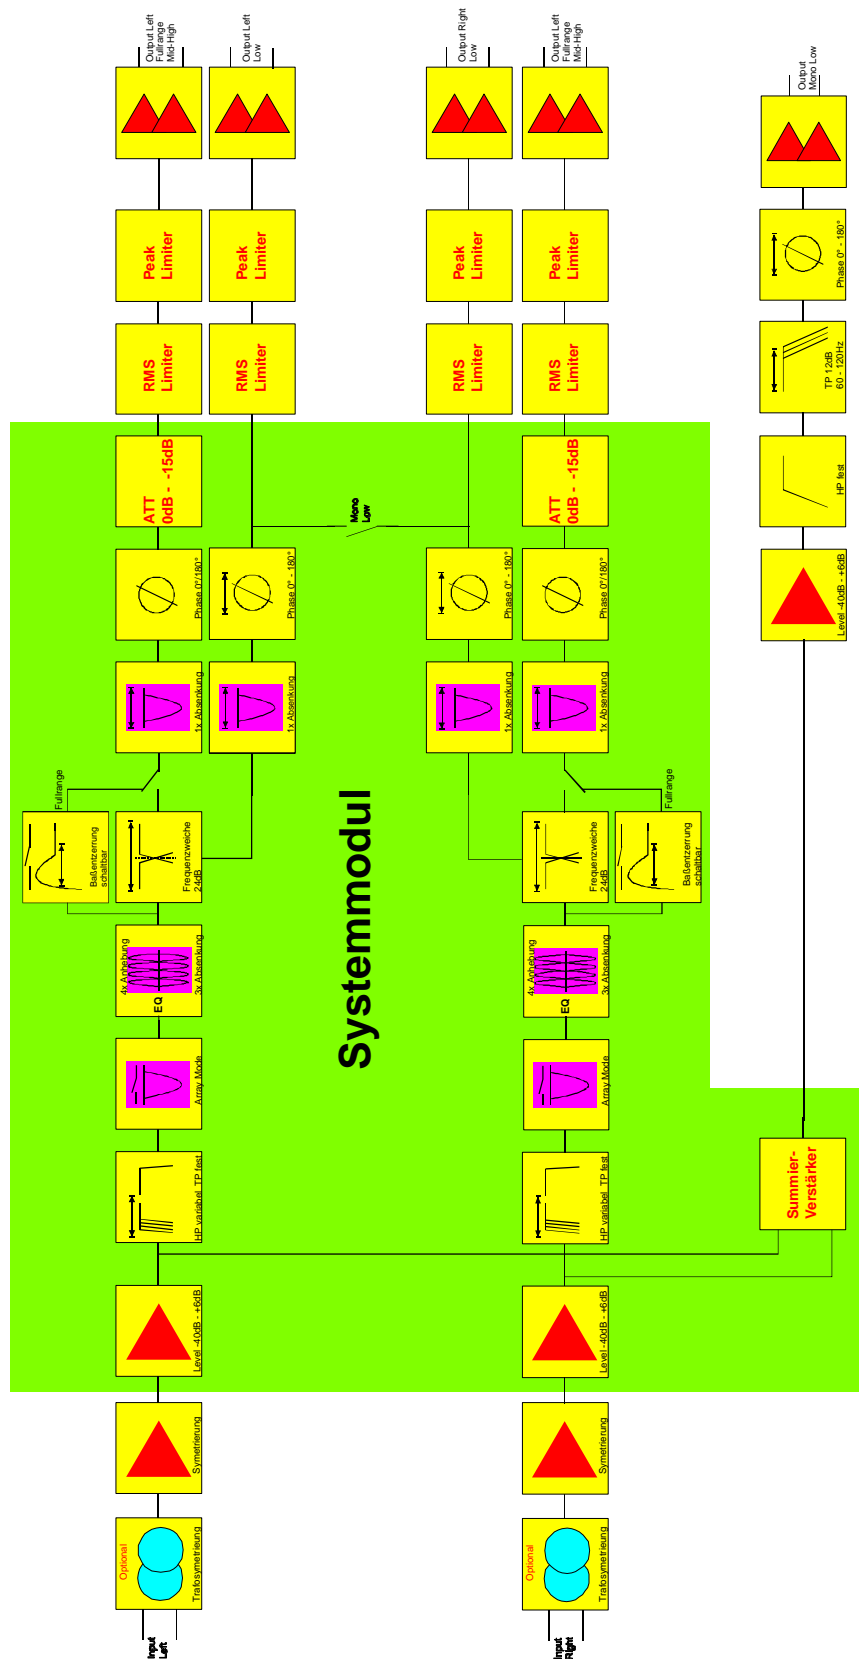 Input
Left
Optional
Trafosymetrieung
Symetrierung
Level -40dB - +6dB
HP variabel TP fest
Array Mode
4x Anhebung
EQ
3x Absenkung
Baßentzerrung
schaltbar
Fullrange
Frequenzweiche
24dB
1x Absenkung
1x Absenkung
Phase 0°/180°
Phase 0° - 180°
ATT
0dB - -15dB
RMS
Limiter
RMS
Limiter
Peak
Limiter
Peak
Limiter
Output Left
Fullrange
Mid-High
Output Left
Low
Systemmodul
Mono
Low
Input
Right
Optional
Trafosymetrieung
Symetrierung
Level -40dB - +6dB
HP variabel TP fest
Array Mode
4x Anhebung
EQ
3x Absenkung
Frequenzweiche
24dB
Baßentzerrung
schaltbar
Fullrange
1x Absenkung
1x Absenkung
Phase 0° - 180°
Phase 0°/180°
ATT
0dB - -15dB
RMS
Limiter
RMS
Limiter
Peak
Limiter
Peak
Limiter
Output Right
Low
Output Left
Fullrange
Mid-High
Summier-
Verstärker
Level -40dB - +6dB
HP fest
TP 12dB
60 - 120Hz
Phase 0° - 180°
Output
Mono Low